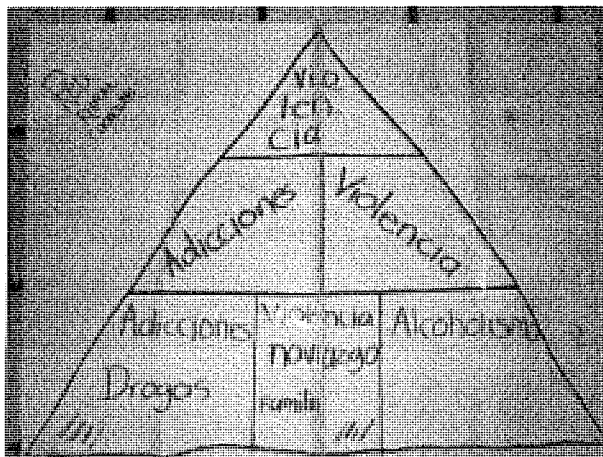 Vio
len
cia
Adicciones
Violencia
Adicciones
Drogas
Violencia
noviazgo
Familia
Alcoholismo